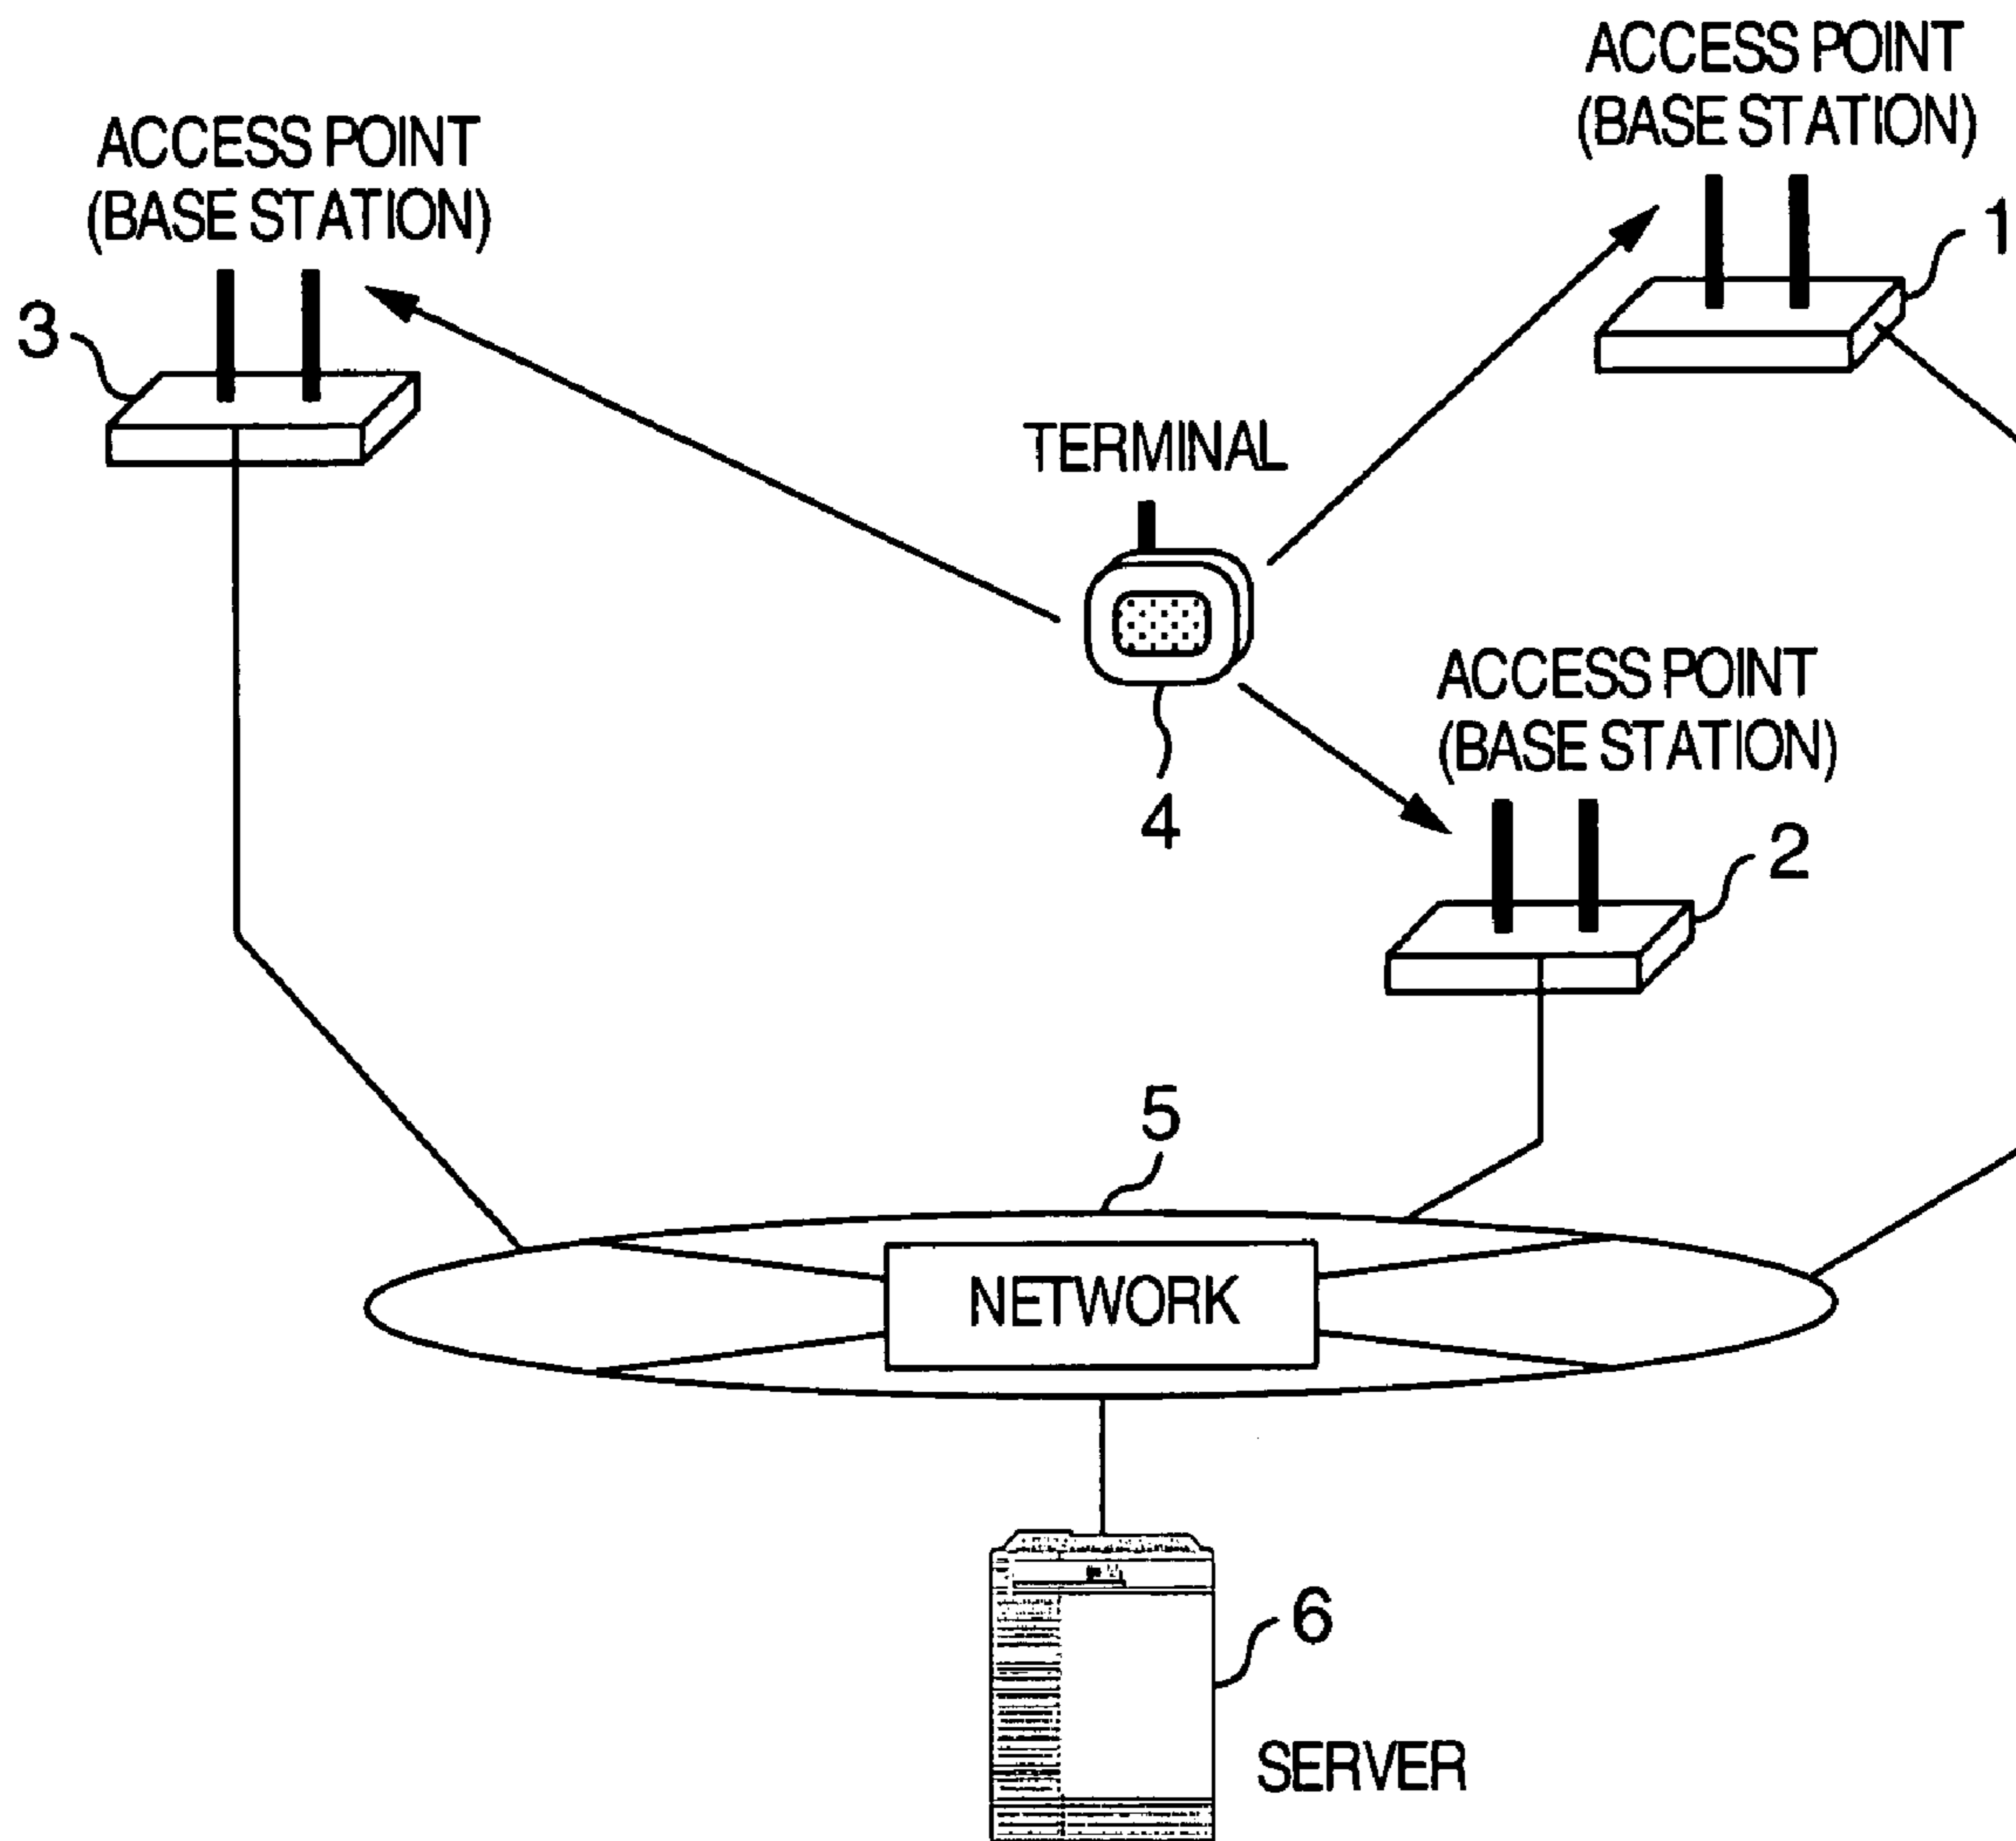 ACCESS POINT
(BASE STATION)
1
ACCESS POINT
(BASE STATION)
3
TERMINAL
4
ACCESS POINT
(BASE STATION)
2
5
NETWORK
6
SERVER